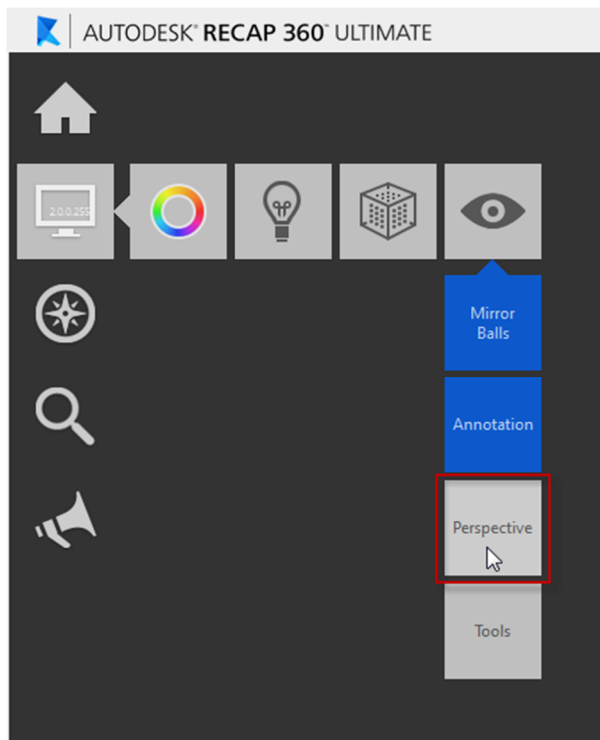 AUTODESK® RECAP 360™ ULTIMATE
2.0.0.255
Mirror
Balls
Annotation
Perspective
Tools